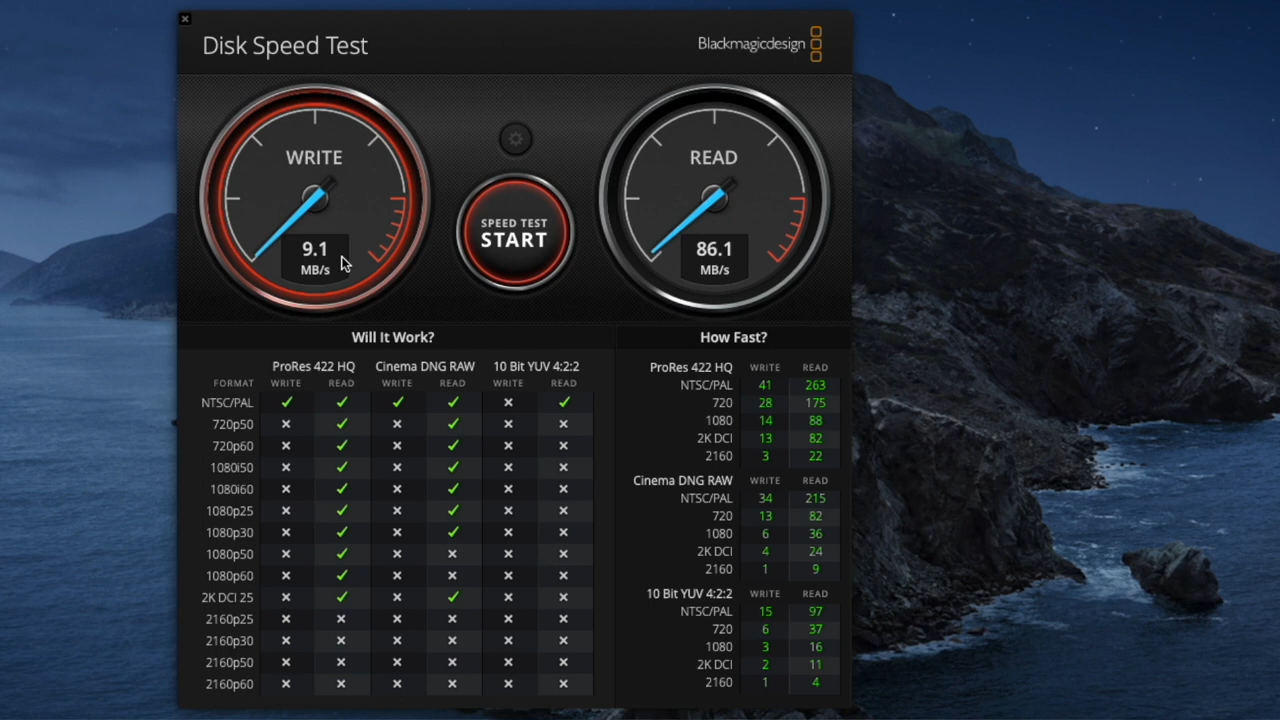 Disk Speed Test
Blackmagicdesign
WRITE
9.1
MB/s
SPEED TEST
START
READ
86.1
MB/s
Will It Work?
ProRes 422 HQ Cinema DNG RAW 10 Bit YUV 4:2:2
FORMAT WRITE READ WRITE READ WRITE READ
NTSC/PAL ✓ ✓ ✓ ✓ × ✓
720p50 × ✓ × ✓ × ×
720p60 × ✓ × ✓ × ×
1080i50 × ✓ × ✓ × ×
1080i60 × ✓ × ✓ × ×
1080p25 × ✓ × ✓ × ×
1080p30 × ✓ × ✓ × ×
1080p50 × ✓ × × × ×
1080p60 × ✓ × × × ×
2K DCI 25 × ✓ × ✓ × ×
2160p25 × × × × × ×
2160p30 × × × × × ×
2160p50 × × × × × ×
2160p60 × × × × × ×
How Fast?
ProRes 422 HQ WRITE READ
NTSC/PAL 41 263
720 28 175
1080 14 88
2K DCI 13 82
2160 3 22
Cinema DNG RAW WRITE READ
NTSC/PAL 34 215
720 13 82
1080 6 36
2K DCI 4 24
2160 1 9
10 Bit YUV 4:2:2 WRITE READ
NTSC/PAL 15 97
720 6 37
1080 3 16
2K DCI 2 11
2160 1 4